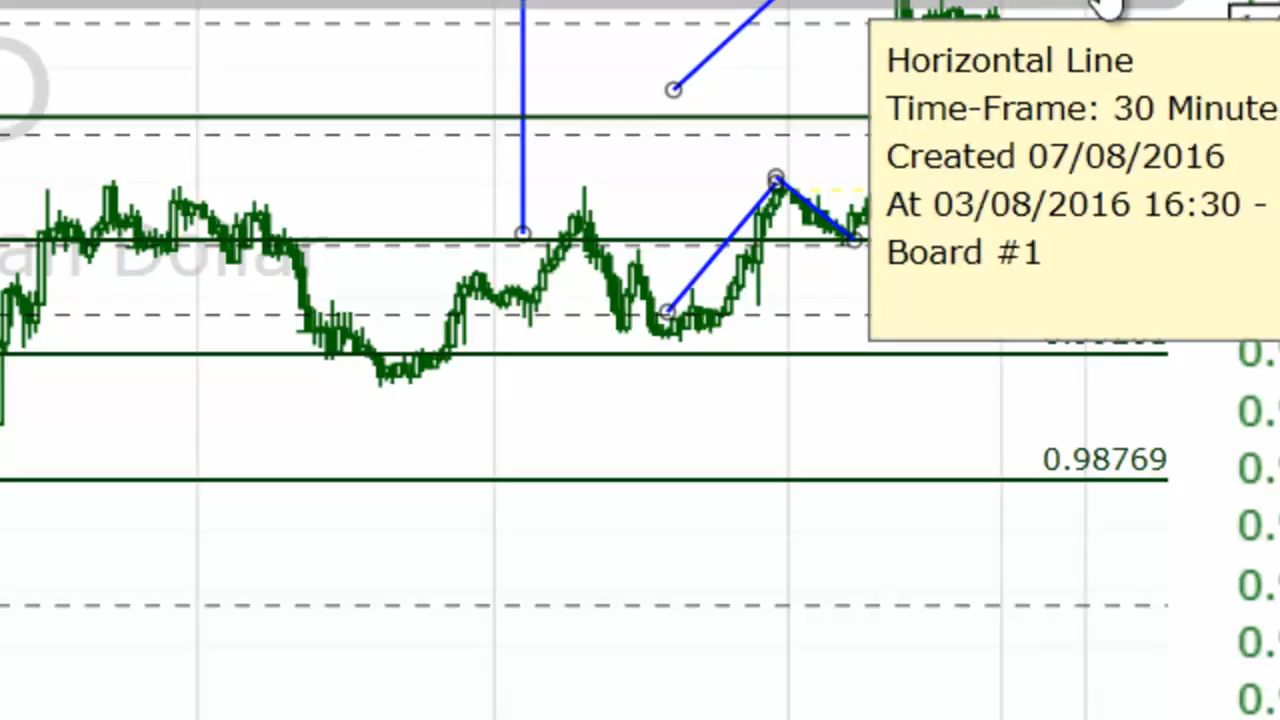 Horizontal Line
Time-Frame: 30 Minute
Created 07/08/2016
At 03/08/2016 16:30 -
Board #1
0.98769